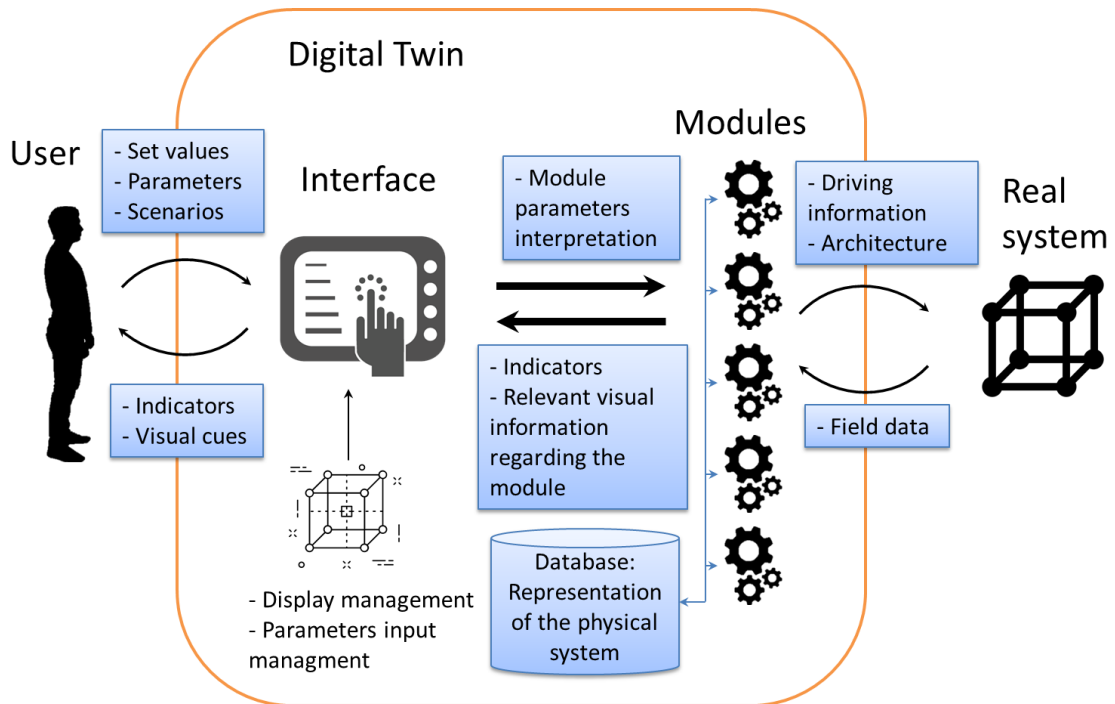 Digital Twin
User
- Set values
- Parameters
- Scenarios
Interface
Modules
- Module
parameters
interpretation
- Driving
information
- Architecture
Real
system
- Indicators
- Visual cues
- Indicators
- Relevant visual
information
regarding the
module
- Field data
- Display management
- Parameters input
managment
Database:
Representation
of the physical
system